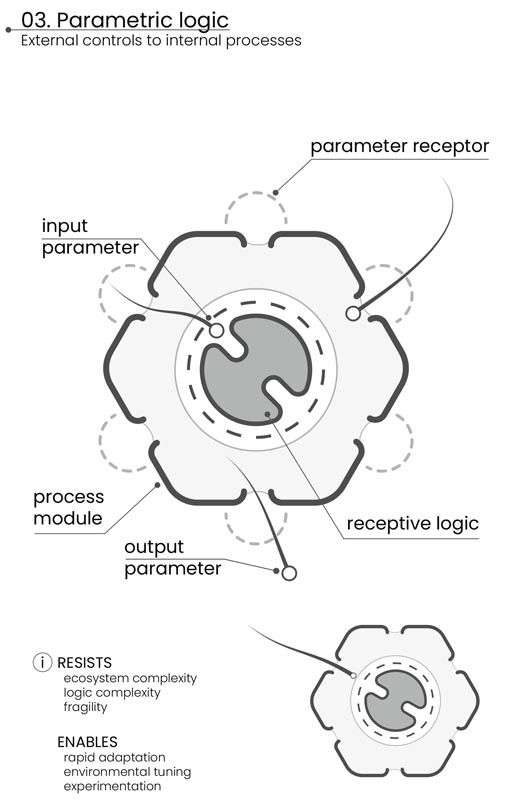 03. Parametric logic
External controls to internal processes
parameter receptor
input
parameter
process
module
receptive logic
output
parameter
i RESISTS
ecosystem complexity
logic complexity
fragility
ENABLES
rapid adaptation
environmental tuning
experimentation